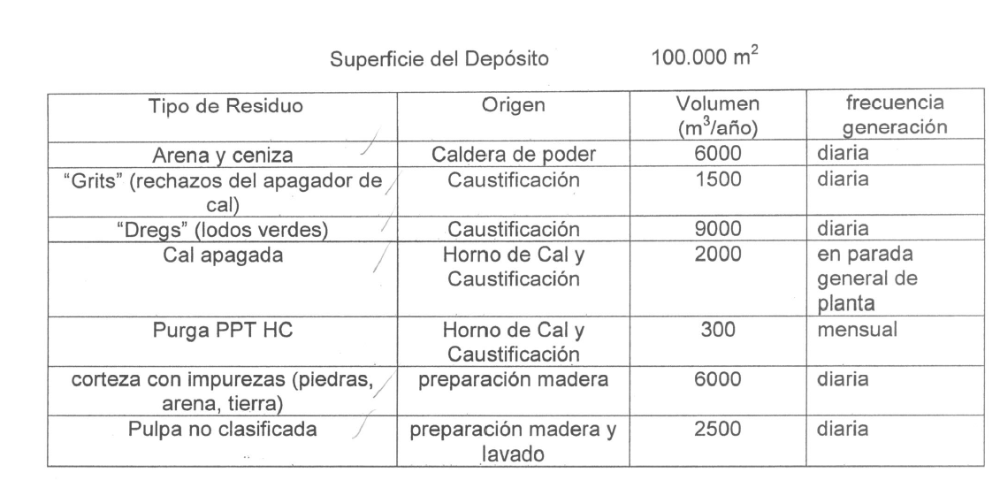 Superficie del Depósito 100.000 m²
Tipo de Residuo Origen Volumen (m³/año) frecuencia generación
Arena y ceniza Caldera de poder 6000 diaria
“Grits” (rechazos del apagador de cal) Caustificación 1500 diaria
“Dregs” (lodos verdes) Caustificación 9000 diaria
Cal apagada Horno de Cal y Caustificación 2000 en parada general de planta
Purga PPT HC Horno de Cal y Caustificación 300 mensual
corteza con impurezas (piedras, arena, tierra) preparación madera 6000 diaria
Pulpa no clasificada preparación madera y lavado 2500 diaria